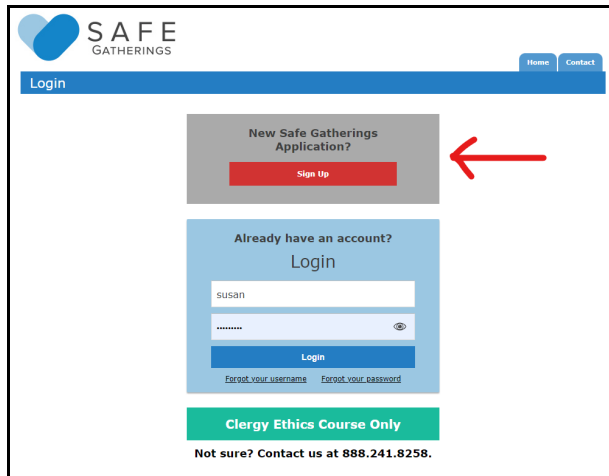 SAFE
GATHERINGS
Home Contact
Login
New Safe Gatherings
Application?
Sign Up
Already have an account?
Login
susan
•••••••••
Login
Forgot your username Forgot your password
Clergy Ethics Course Only
Not sure? Contact us at 888.241.8258.